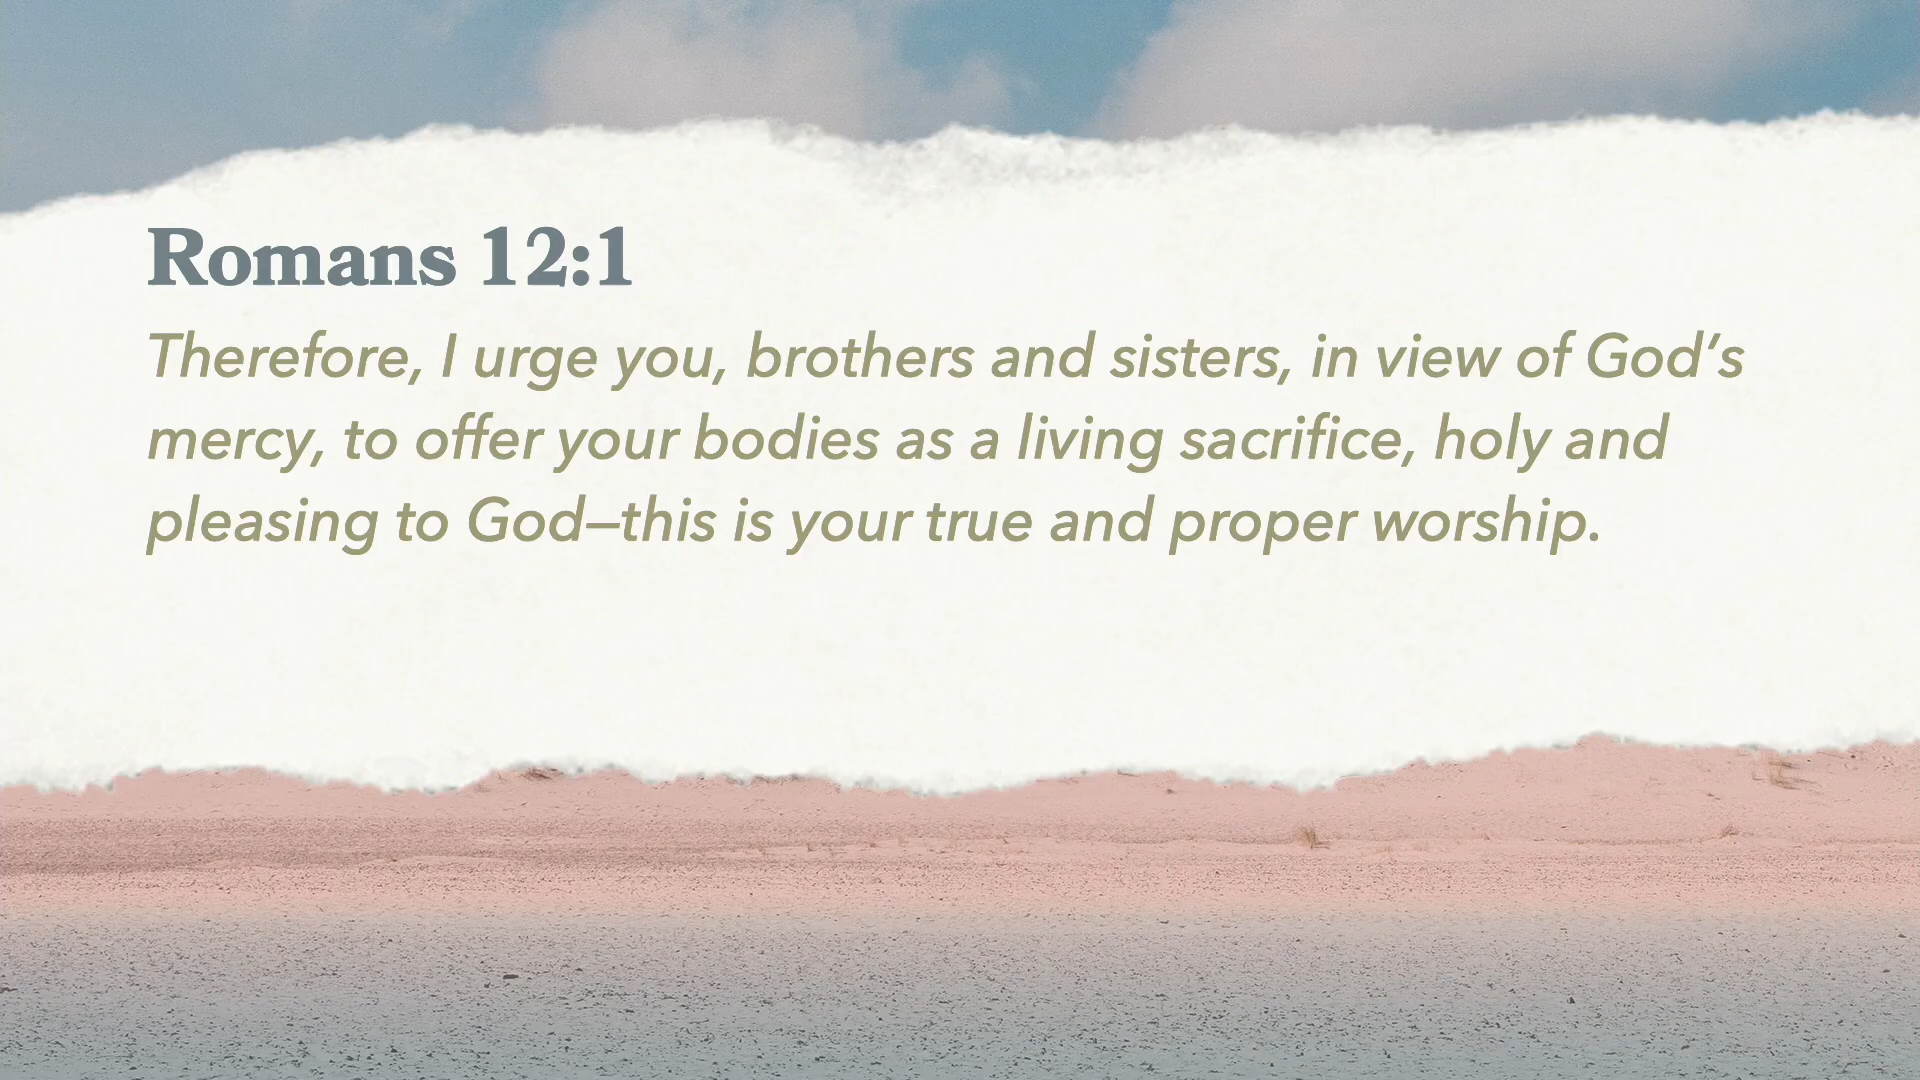 Romans 12:1
Therefore, I urge you, brothers and sisters, in view of God’s
mercy, to offer your bodies as a living sacrifice, holy and
pleasing to God—this is your true and proper worship.